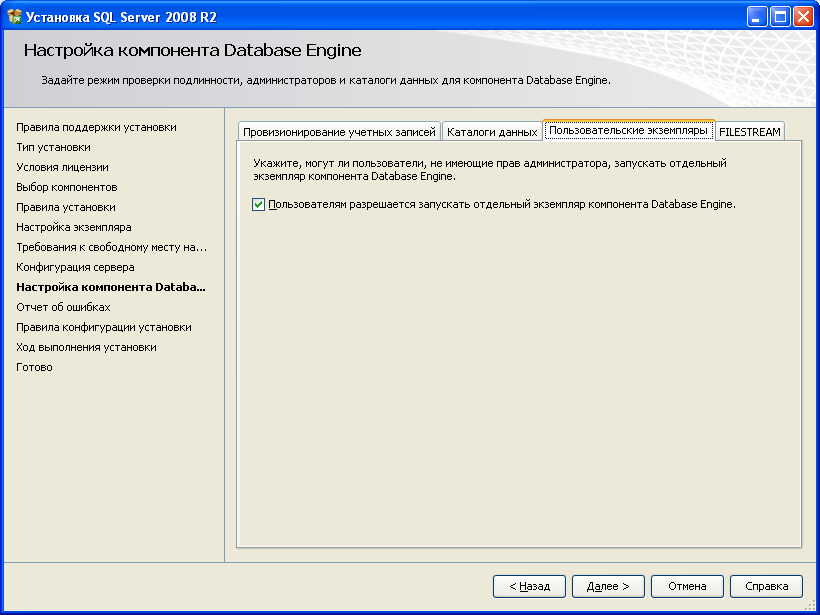 Установка SQL Server 2008 R2
Настройка компонента Database Engine
Задайте режим проверки подлинности, администраторов и каталоги данных для компонента Database Engine.
Правила поддержки установки
Тип установки
Условия лицензии
Выбор компонентов
Правила установки
Настройка экземпляра
Требования к свободному месту на...
Конфигурация сервера
Настройка компонента Databa...
Отчет об ошибках
Правила конфигурации установки
Ход выполнения установки
Готово
Провизионирование учетных записей
Каталоги данных
Пользовательские экземпляры
FILESTREAM
Укажите, могут ли пользователи, не имеющие прав администратора, запускать отдельный
экземпляр компонента Database Engine.
Пользователям разрешается запускать отдельный экземпляр компонента Database Engine.
< Назад
Далее >
Отмена
Справка